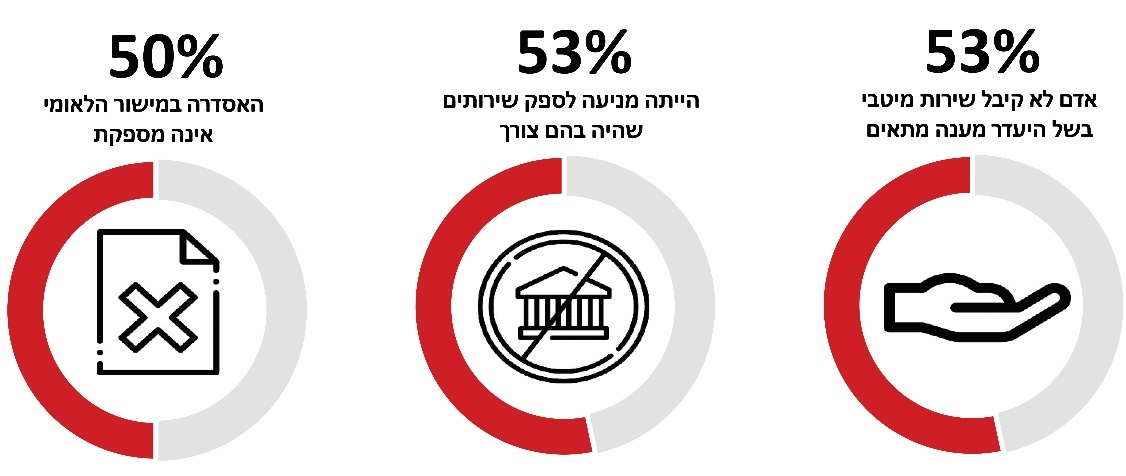 53%
אדם לא קיבל שירות מיטבי
בשל היעדר מענה מתאים
53%
הייתה מניעה לספק שירותים
שהיה בהם צורך
50%
האסדרה במישור הלאומי
אינה מספקת